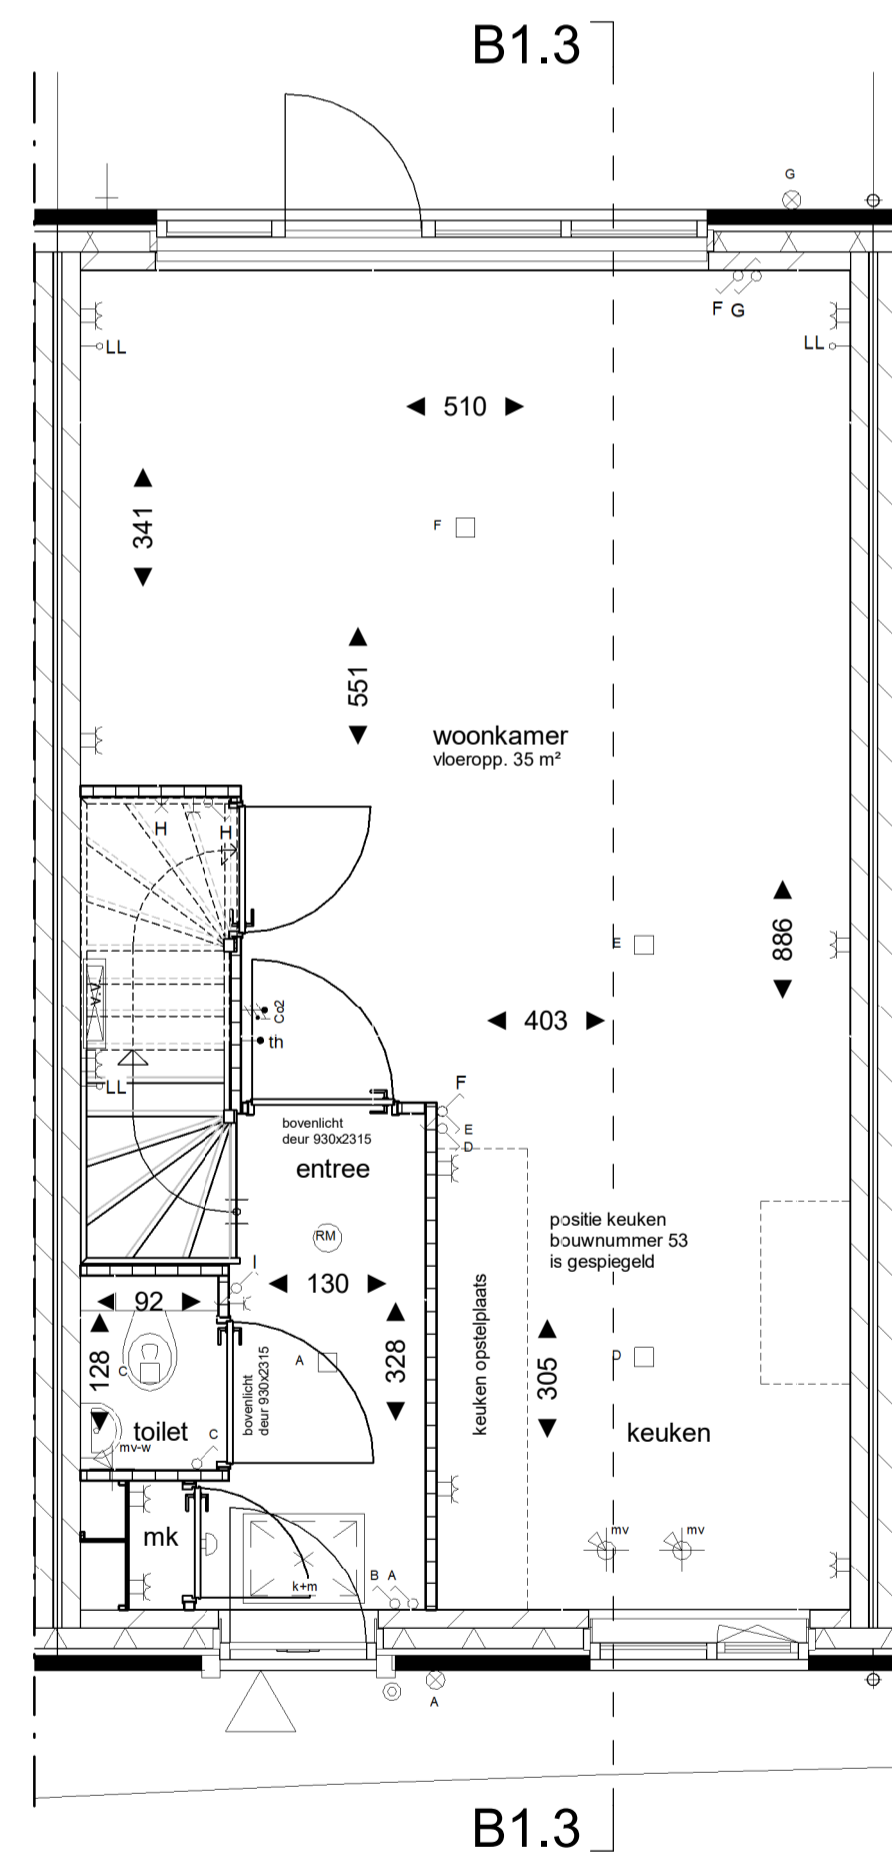 B1.3
G
F G
LL
LL
510
341
F
551
woonkamer
vloeropp. 35 m²
H
H
886
E
v.v.
Co2
403
th
LL
F
E
D
bovenlicht
deur 930x2315
entree
positie keuken
bouwnummer 53
is gespiegeld
RM
I
130
92
keuken opstelplaats
328
305
128
C
A
D
bovenlicht
deur 930x2315
toilet
C
keuken
mv-w
mk
mv
mv
k+m
B A
A
B1.3